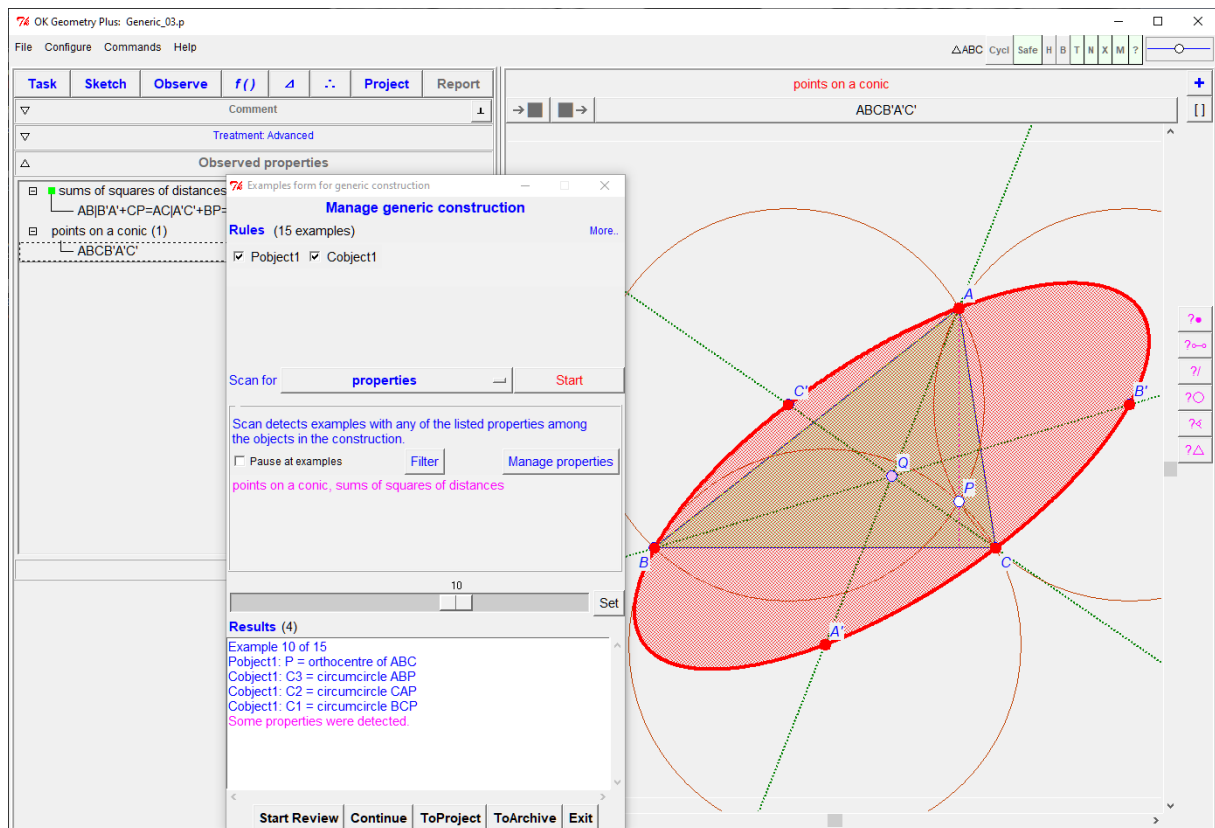 OK Geometry Plus: Generic_03.p
File Configure Commands Help
△ABC Cycl Safe H B T N X M ?
Task Sketch Observe f() ⊿ ∴ Project Report
Comment
Treatment: Advanced
Observed properties
sums of squares of distances
AB|B'A'+CP=AC|A'C'+BP=
points on a conic (1)
ABCB'A'C'
Examples form for generic construction
Manage generic construction
Rules (15 examples) More..
Pobject1 Cobject1
Scan for properties Start
Scan detects examples with any of the listed properties among
the objects in the construction.
Pause at examples Filter Manage properties
points on a conic, sums of squares of distances
10
Set
Results (4)
Example 10 of 15
Pobject1: P = orthocentre of ABC
Cobject1: C3 = circumcircle ABP
Cobject1: C2 = circumcircle CAP
Cobject1: C1 = circumcircle BCP
Some properties were detected.
Start Review Continue ToProject ToArchive Exit
points on a conic +
ABCB'A'C' [ ]
A
C'
B'
Q
P
B
C
A'
?●
?o-o
?/
?○
?∢
?△